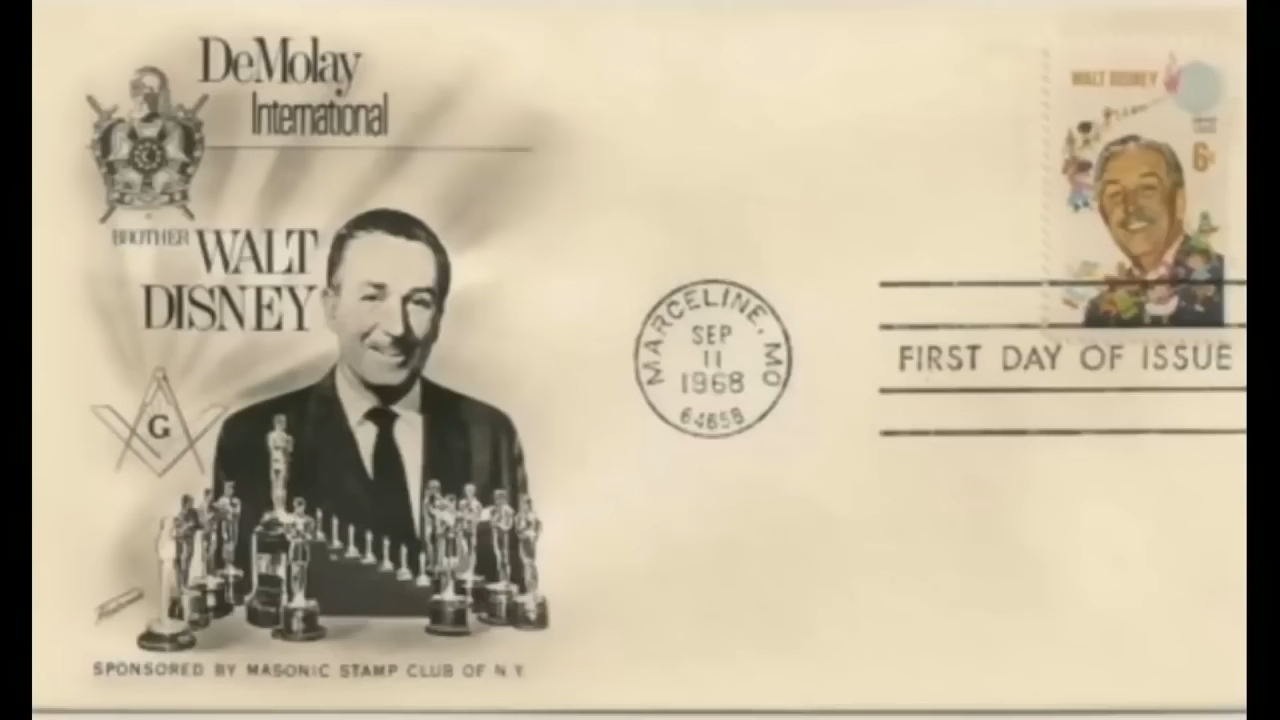 DeMolay
International
BROTHER WALT
DISNEY
G
SPONSORED BY MASONIC STAMP CLUB OF N.Y.
MARCELINE, MO
SEP
11
1968
64658
WALT DISNEY
6¢
FIRST DAY OF ISSUE